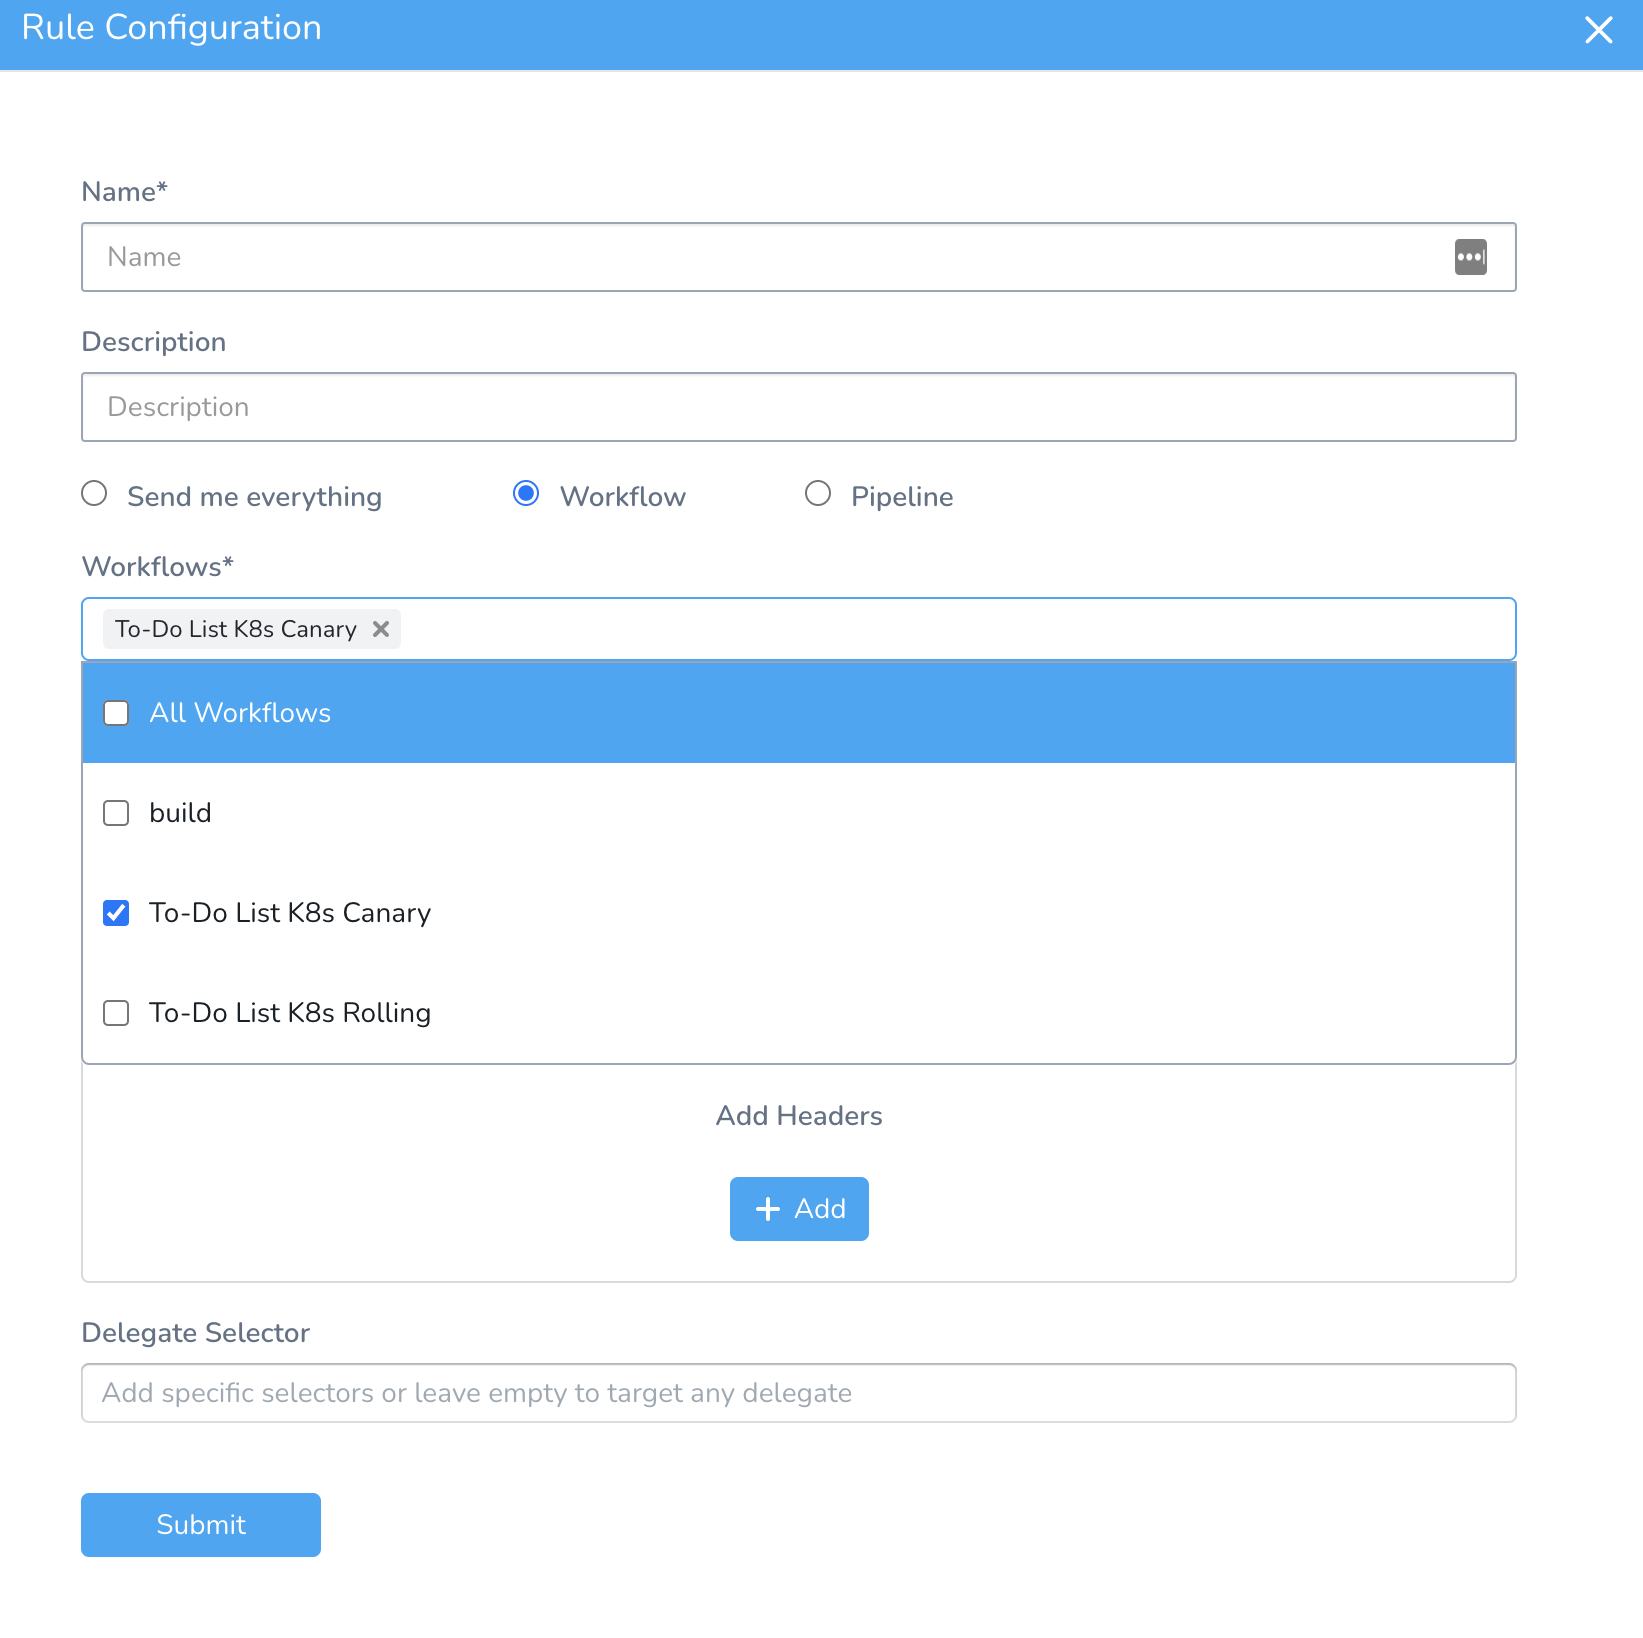 Rule Configuration
Name*
Name
Description
Description
Send me everything Workflow Pipeline
Workflows*
To-Do List K8s Canary
All Workflows
build
To-Do List K8s Canary
To-Do List K8s Rolling
Add Headers
Add
Delegate Selector
Add specific selectors or leave empty to target any delegate
Submit